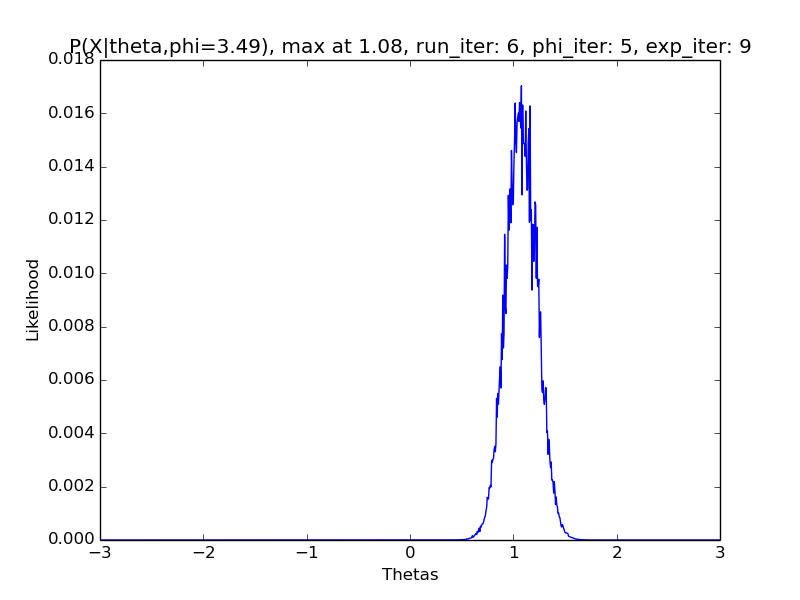 P(X|theta,phi=3.49), max at 1.08, run_iter: 6, phi_iter: 5, exp_iter: 9
0.018
0.016
0.014
0.012
0.010
0.008
0.006
0.004
0.002
0.000
Likelihood
−3 −2 −1 0 1 2 3
Thetas